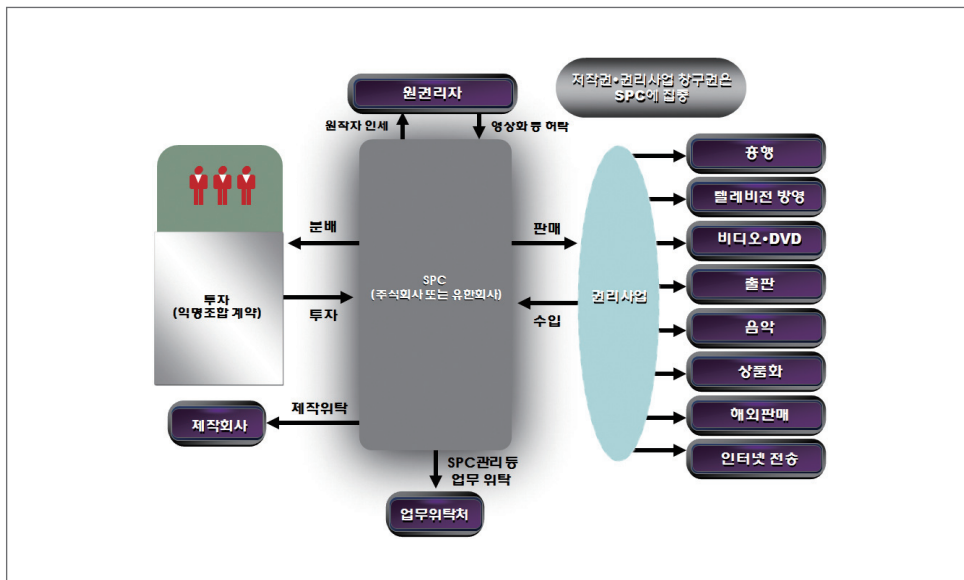 원권리자
저작권•권리사업 창구권은
SPC에 집중
원작자 인세
영상화 등 허락
흥행
텔레비전 방영
분배
판매
비디오•DVD
SPC
(주식회사 또는 유한회사)
권리사업
출판
투자
(익명조합 계약)
투자
수입
음악
상품화
제작위탁
제작회사
해외판매
인터넷 전송
SPC관리 등
업무 위탁
업무위탁처